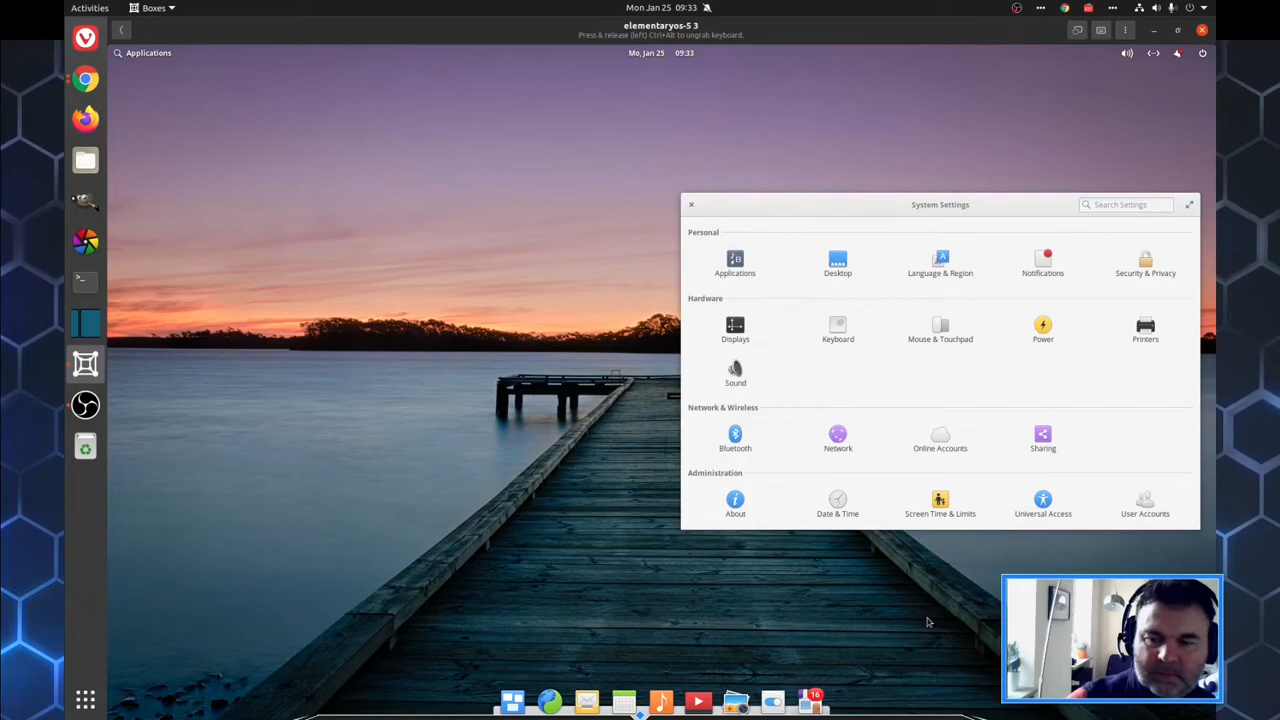 Activities
Boxes
Mon Jan 25 09:33
elementaryos-5 3
Press & release (left) Ctrl+Alt to ungrab keyboard.
Applications
Mo, Jan 25 09:33
System Settings
Search Settings
Personal
Applications
Desktop
Language & Region
Notifications
Security & Privacy
Hardware
Displays
Keyboard
Mouse & Touchpad
Power
Printers
Sound
Network & Wireless
Bluetooth
Network
Online Accounts
Sharing
Administration
About
Date & Time
Screen Time & Limits
Universal Access
User Accounts
16